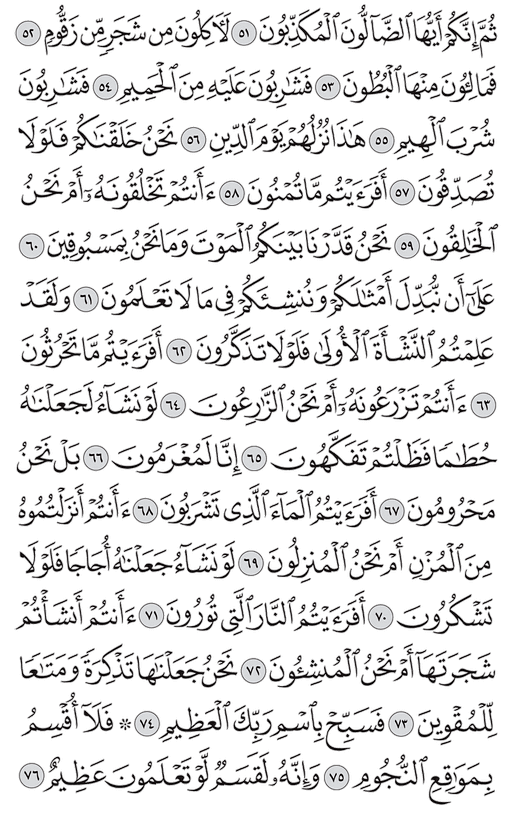 ثُمَّ إِنَّكُمْ أَيُّهَا ٱلضَّآلُّونَ ٱلْمُكَذِّبُونَ ٥١ لَـَٔاكِلُونَ مِن شَجَرٍ مِّن زَقُّومٍ ٥٢
فَمَالِـُٔونَ مِنْهَا ٱلْبُطُونَ ٥٣ فَشَـٰرِبُونَ عَلَيْهِ مِنَ ٱلْحَمِيمِ ٥٤ فَشَـٰرِبُونَ
شُرْبَ ٱلْهِيمِ ٥٥ هَـٰذَا نُزُلُهُمْ يَوْمَ ٱلدِّينِ ٥٦ نَحْنُ خَلَقْنَـٰكُمْ فَلَوْلَا
تُصَدِّقُونَ ٥٧ أَفَرَءَيْتُم مَّا تُمْنُونَ ٥٨ ءَأَنتُمْ تَخْلُقُونَهُۥٓ أَمْ نَحْنُ
ٱلْخَـٰلِقُونَ ٥٩ نَحْنُ قَدَّرْنَا بَيْنَكُمُ ٱلْمَوْتَ وَمَا نَحْنُ بِمَسْبُوقِينَ ٦٠
عَلَىٰٓ أَن نُّبَدِّلَ أَمْثَـٰلَكُمْ وَنُنشِئَكُمْ فِى مَا لَا تَعْلَمُونَ ٦١ وَلَقَدْ
عَلِمْتُمُ ٱلنَّشْأَةَ ٱلْأُولَىٰ فَلَوْلَا تَذَكَّرُونَ ٦٢ أَفَرَءَيْتُم مَّا تَحْرُثُونَ
٦٣ ءَأَنتُمْ تَزْرَعُونَهُۥٓ أَمْ نَحْنُ ٱلزَّٰرِعُونَ ٦٤ لَوْ نَشَآءُ لَجَعَلْنَـٰهُ
حُطَـٰمًا فَظَلْتُمْ تَفَكَّهُونَ ٦٥ إِنَّا لَمُغْرَمُونَ ٦٦ بَلْ نَحْنُ
مَحْرُومُونَ ٦٧ أَفَرَءَيْتُمُ ٱلْمَآءَ ٱلَّذِى تَشْرَبُونَ ٦٨ ءَأَنتُمْ أَنزَلْتُمُوهُ
مِنَ ٱلْمُزْنِ أَمْ نَحْنُ ٱلْمُنزِلُونَ ٦٩ لَوْ نَشَآءُ جَعَلْنَـٰهُ أُجَاجًا فَلَوْلَا
تَشْكُرُونَ ٧٠ أَفَرَءَيْتُمُ ٱلنَّارَ ٱلَّتِى تُورُونَ ٧١ ءَأَنتُمْ أَنشَأْتُمْ
شَجَرَتَهَآ أَمْ نَحْنُ ٱلْمُنشِـُٔونَ ٧٢ نَحْنُ جَعَلْنَـٰهَا تَذْكِرَةً وَمَتَـٰعًا
لِّلْمُقْوِينَ ٧٣ فَسَبِّحْ بِٱسْمِ رَبِّكَ ٱلْعَظِيمِ ٧٤ ۞ فَلَآ أُقْسِمُ
بِمَوَٰقِعِ ٱلنُّجُومِ ٧٥ وَإِنَّهُۥ لَقَسَمٌ لَّوْ تَعْلَمُونَ عَظِيمٌ ٧٦